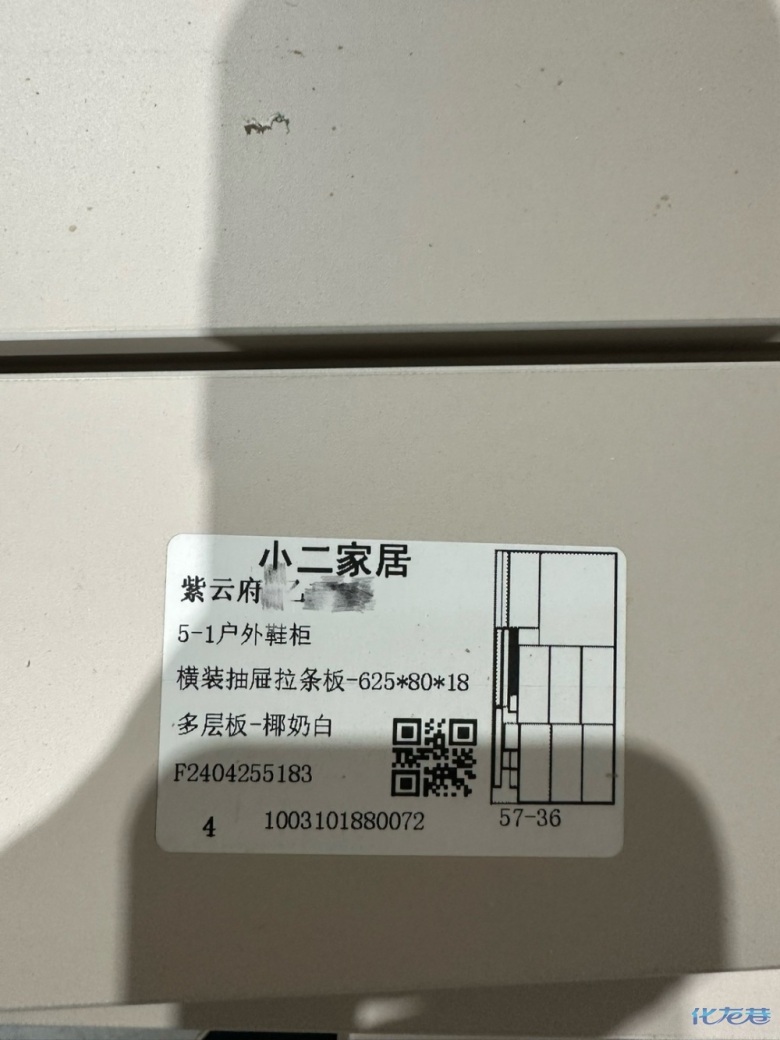 小二家居
紫云府
5-1户外鞋柜
横装抽屉拉条板-625*80*18
多层板-椰奶白
F2404255183
4 1003101880072 57-36
化龙巷